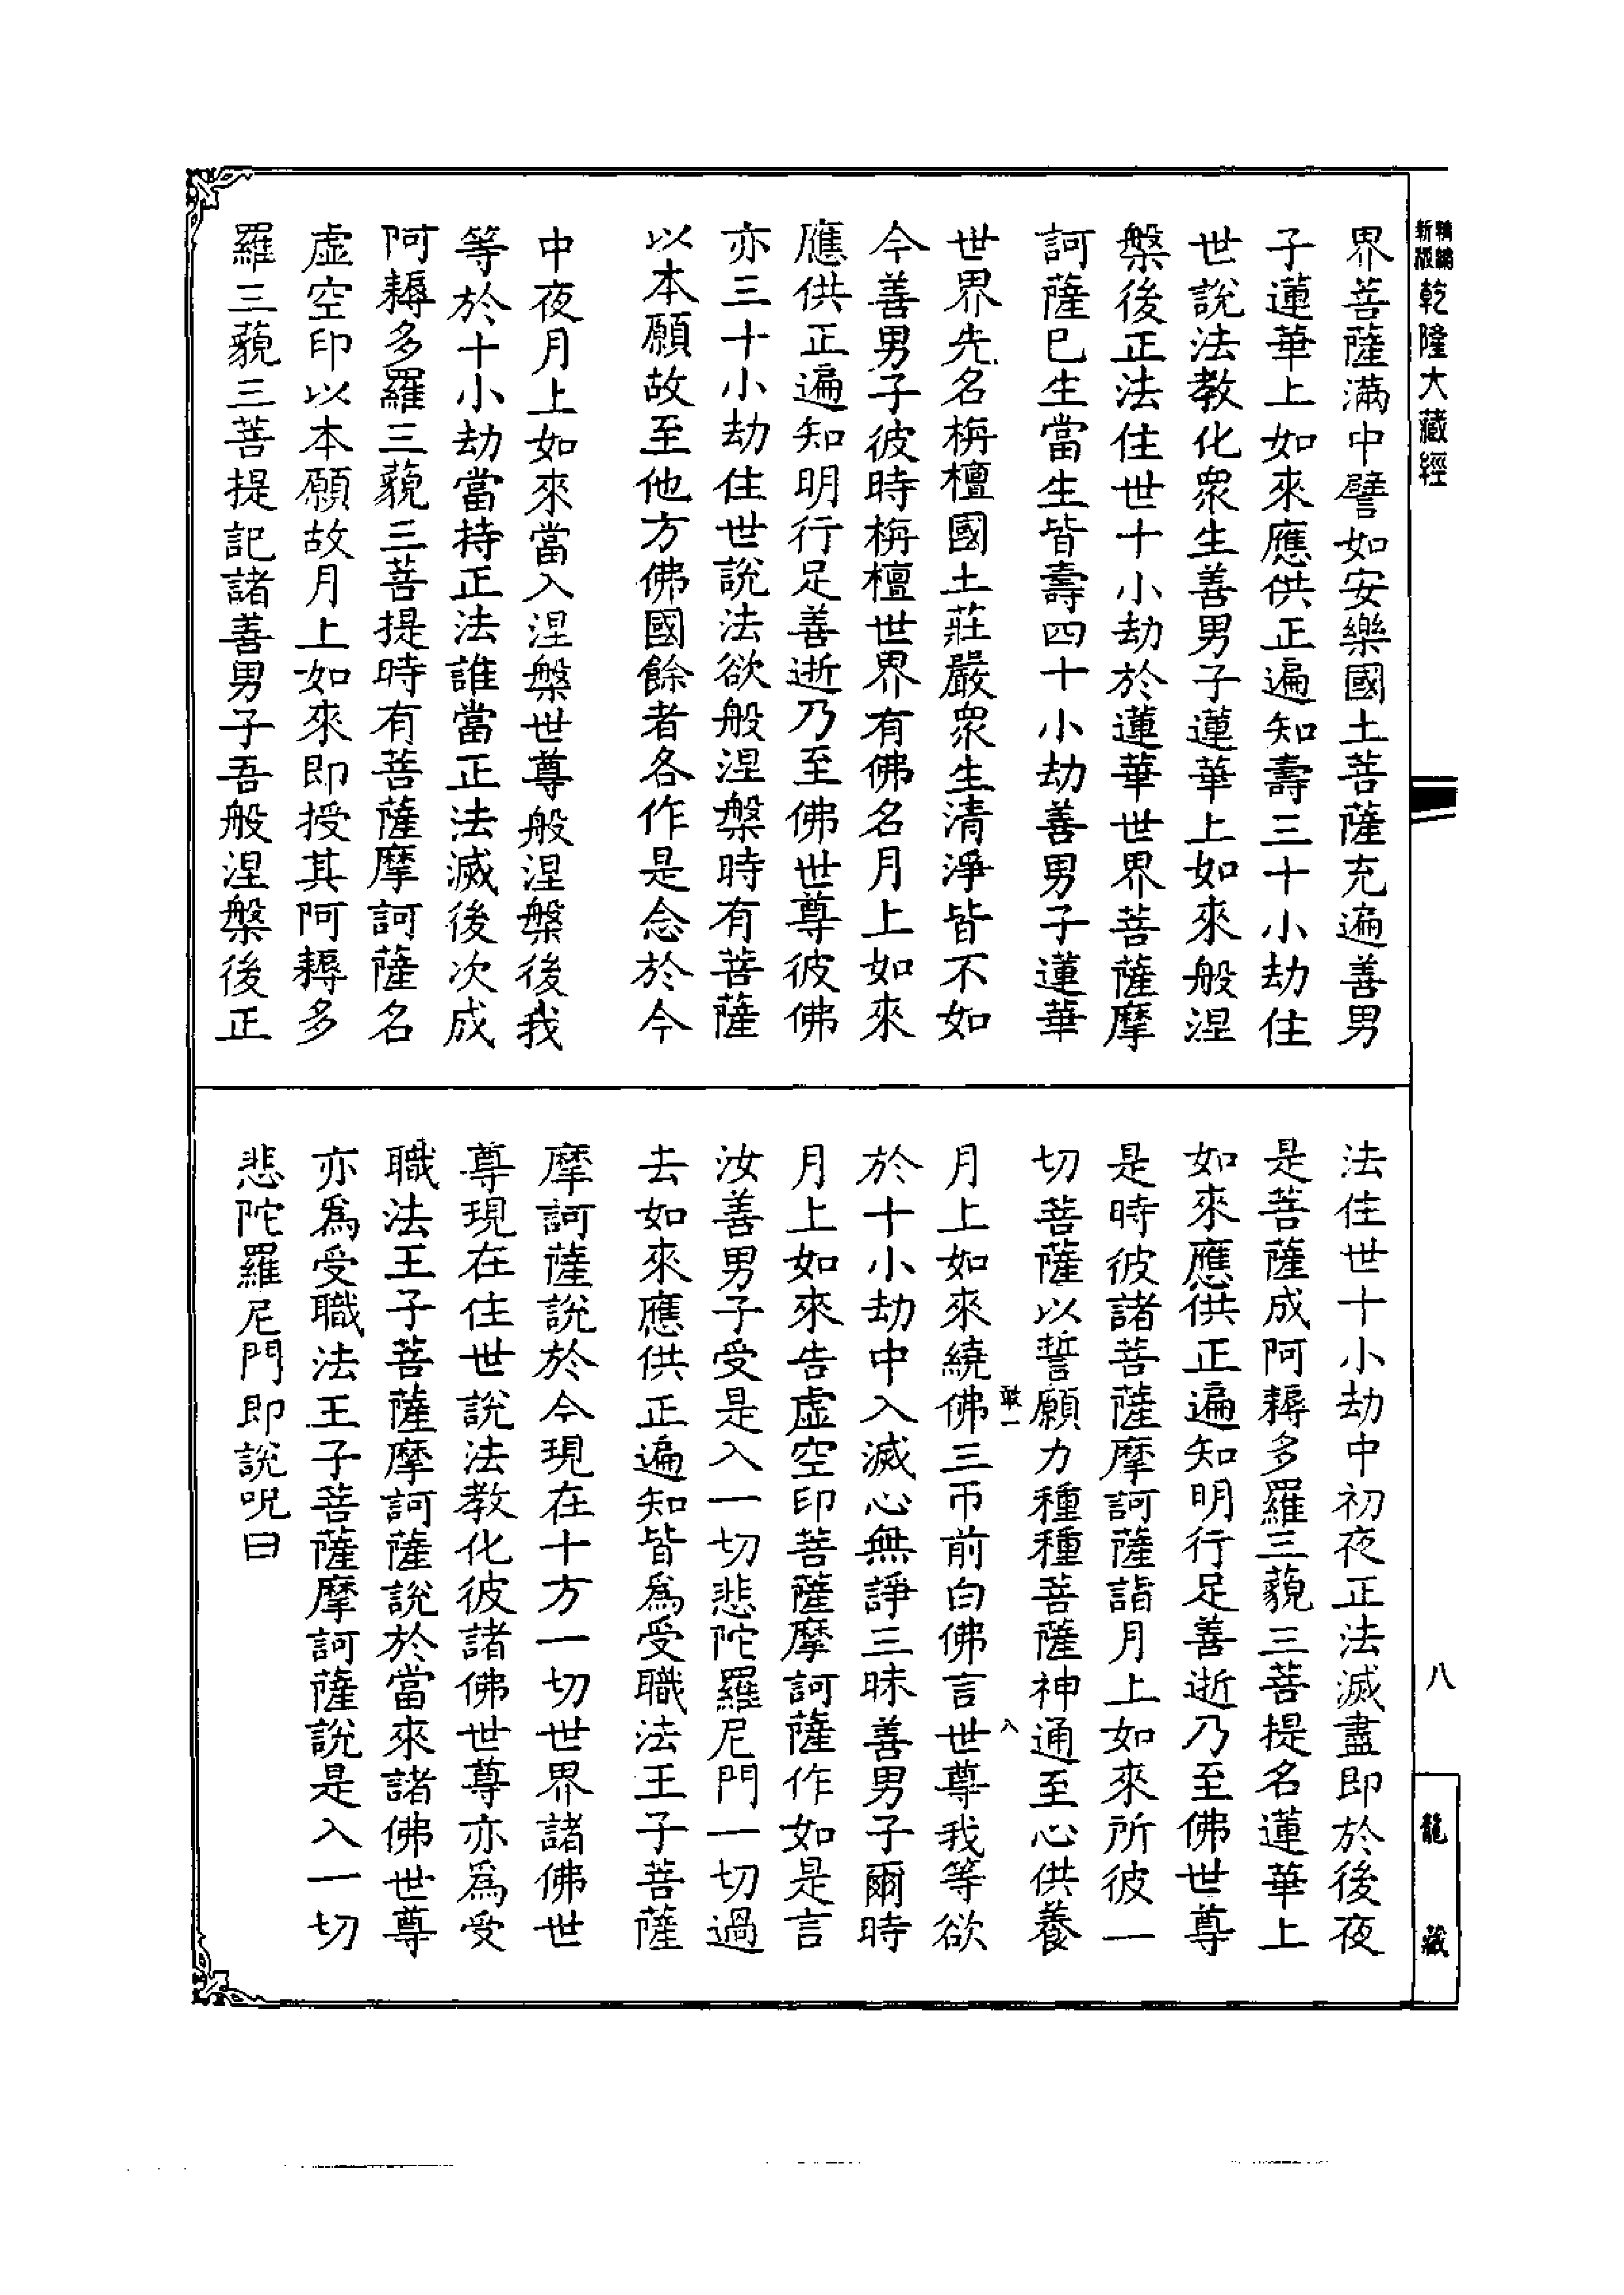 新版精編乾隆大藏經
界菩薩滿中譬如安樂國土菩薩充遍善男
子蓮華上如來應供正遍知壽三十小劫住
世說法教化眾生善男子蓮華上如來般涅
槃後正法住世十小劫於蓮華世界菩薩摩
訶薩已生當生皆壽四十小劫善男子蓮華
世界先名栴檀國土莊嚴眾生清淨皆不如
今善男子彼時栴檀世界有佛名月上如來
應供正遍知明行足善逝乃至佛世尊彼佛
亦三十小劫住世說法欲般涅槃時有菩薩
以本願故至他方佛國餘者各作是念於今
中夜月上如來當入涅槃世尊般涅槃後我
等於十小劫當持正法誰當正法滅後次成
阿耨多羅三藐三菩提時有菩薩摩訶薩名
虛空印以本願故月上如來即授其阿耨多
羅三藐三菩提記諸善男子吾般涅槃後正
法住世十小劫中初夜正法滅盡即於後夜
是菩薩成阿耨多羅三藐三菩提名蓮華上
如來應供正遍知明行足善逝乃至佛世尊
是時彼諸菩薩摩訶薩詣月上如來所彼一
切菩薩以誓願力種種菩薩神通至心供養
月上如來繞佛三帀前白佛言世尊我等欲
於十小劫中入滅心無諍三昧善男子爾時
月上如來告虛空印菩薩摩訶薩作如是言
汝善男子受是入一切悲陀羅尼門一切過
去如來應供正遍知皆為受職法王子菩薩
摩訶薩說於今現在十方一切世界諸佛世
尊現在住世說法教化彼諸佛世尊亦為受
職法王子菩薩摩訶薩說於當來諸佛世尊
亦為受職法王子菩薩摩訶薩說是入一切
悲陀羅尼門即說呪曰
八
龍藏